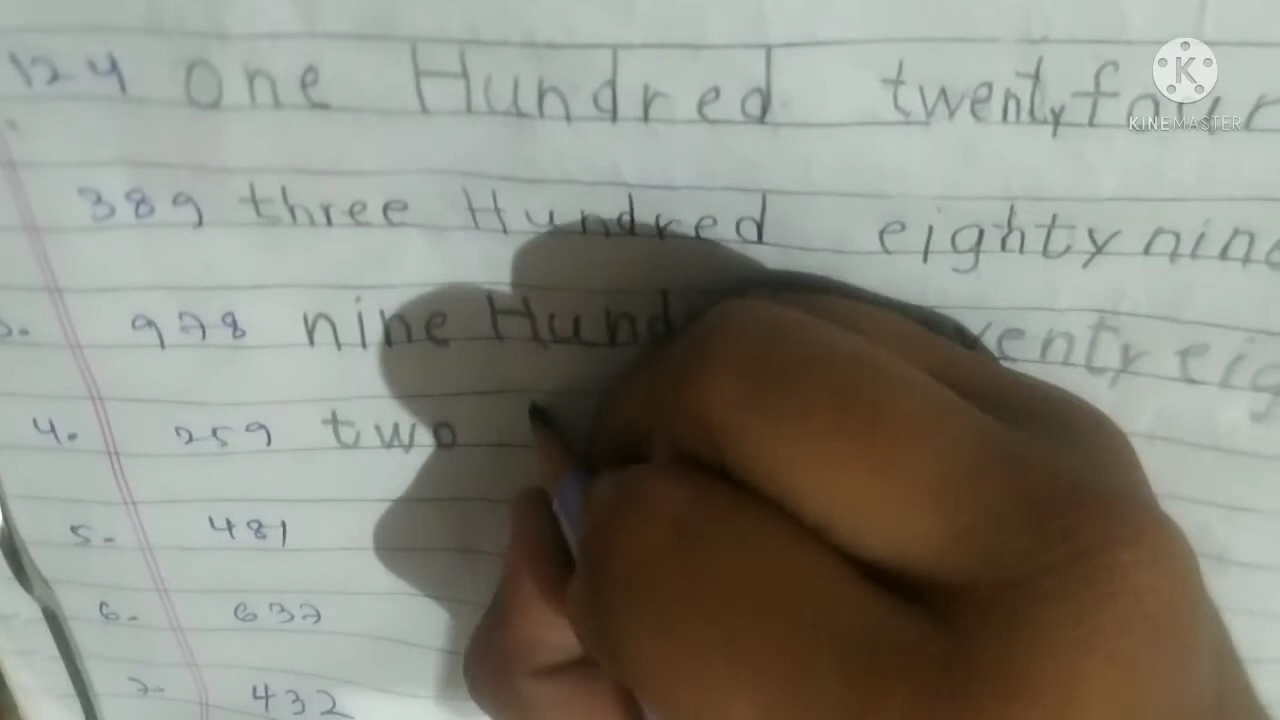 124 one Hundred twenty four
389 three Hundred eighty nine
978 nine Hund
4. 259 two
5. 481
6. 637
7. 432
KINEMASTER